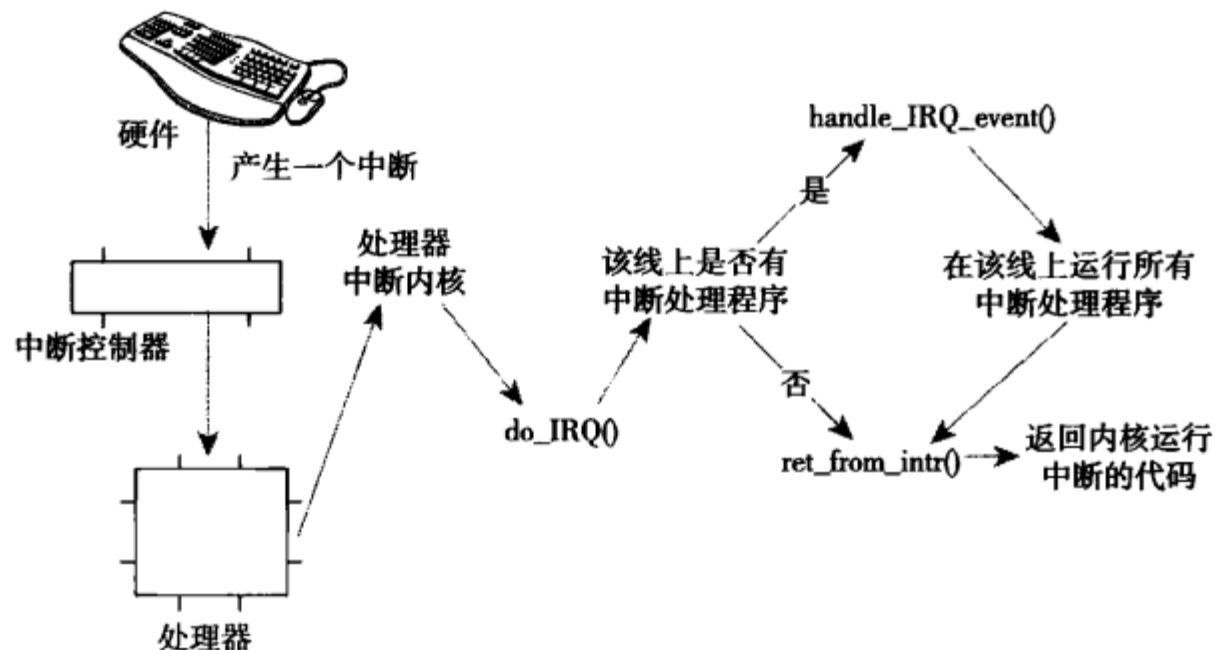 硬件
产生一个中断
中断控制器
处理器
处理器
中断内核
do_IRQ()
该线上是否有
中断处理程序
是
handle_IRQ_event()
在该线上运行所有
中断处理程序
否
ret_from_intr()
返回内核运行
中断的代码